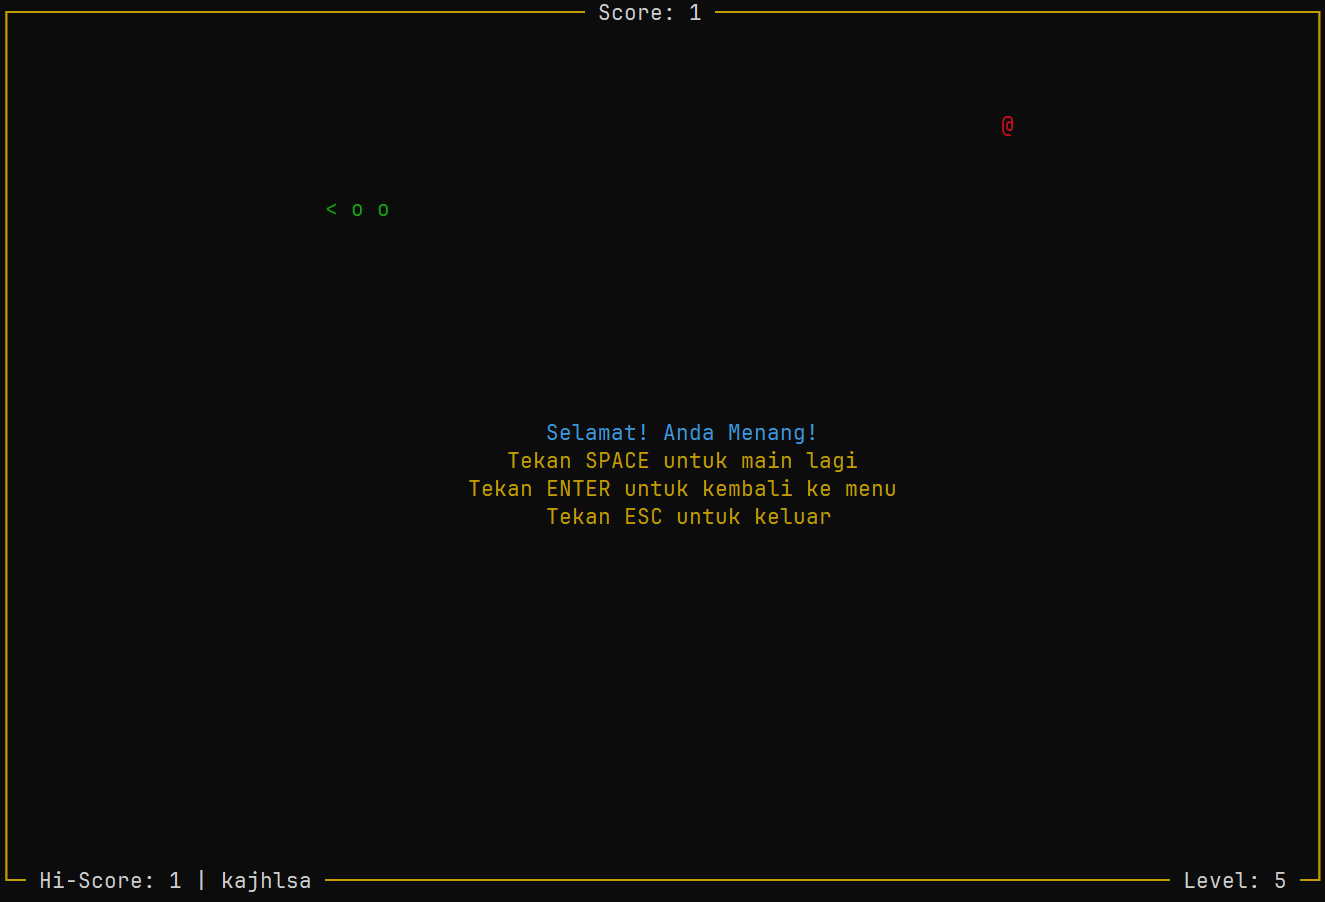 Score: 1
@
< o o
Selamat! Anda Menang!
Tekan SPACE untuk main lagi
Tekan ENTER untuk kembali ke menu
Tekan ESC untuk keluar
Hi-Score: 1 | kajhlsa
Level: 5